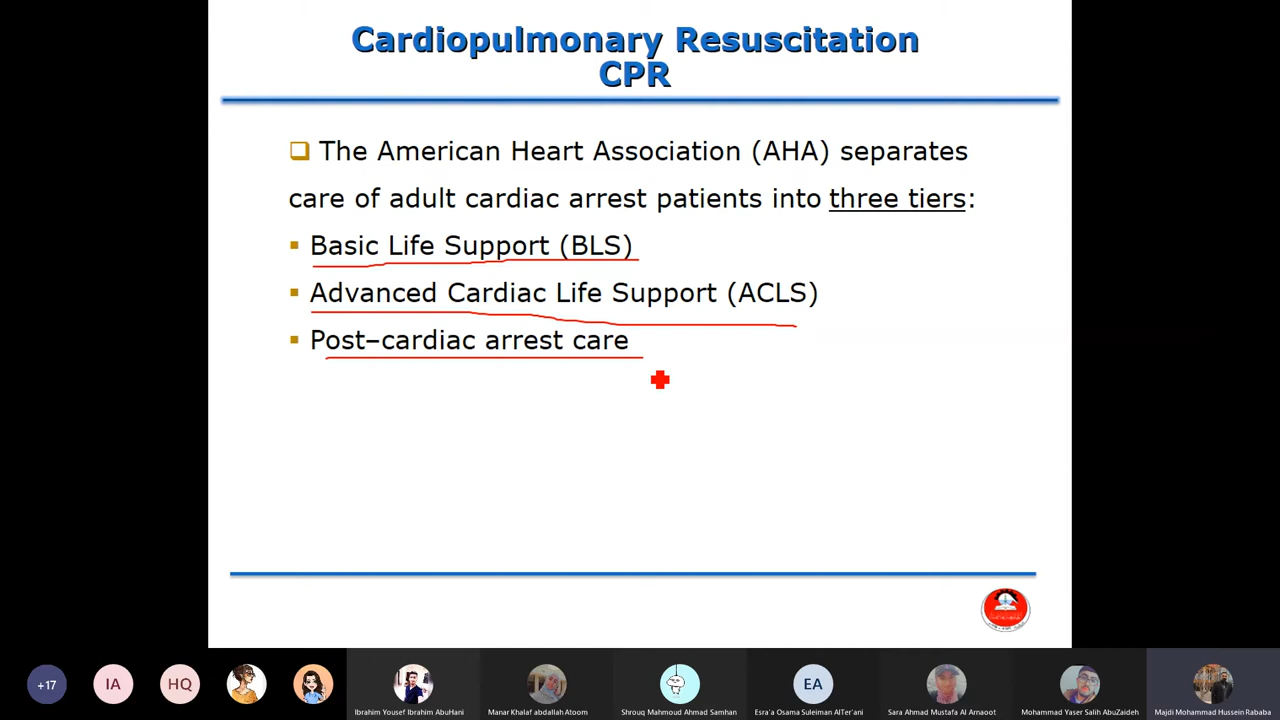 Cardiopulmonary Resuscitation
CPR
The American Heart Association (AHA) separates
care of adult cardiac arrest patients into three tiers:
Basic Life Support (BLS)
Advanced Cardiac Life Support (ACLS)
Post–cardiac arrest care
+17
IA
HQ
Ibrahim Yousef Ibrahim AbuHani
Manar Khalaf abdallah Atoom
Shroug Mahmoud Ahmad Samhan
EA
Esra'a Osama Suleiman AlTer'ani
Sara Ahmad Mustafa Al Arnaoot
Mohammad Yaser Salih AbuZaideh
Majdi Mohammad Hussein Rababa